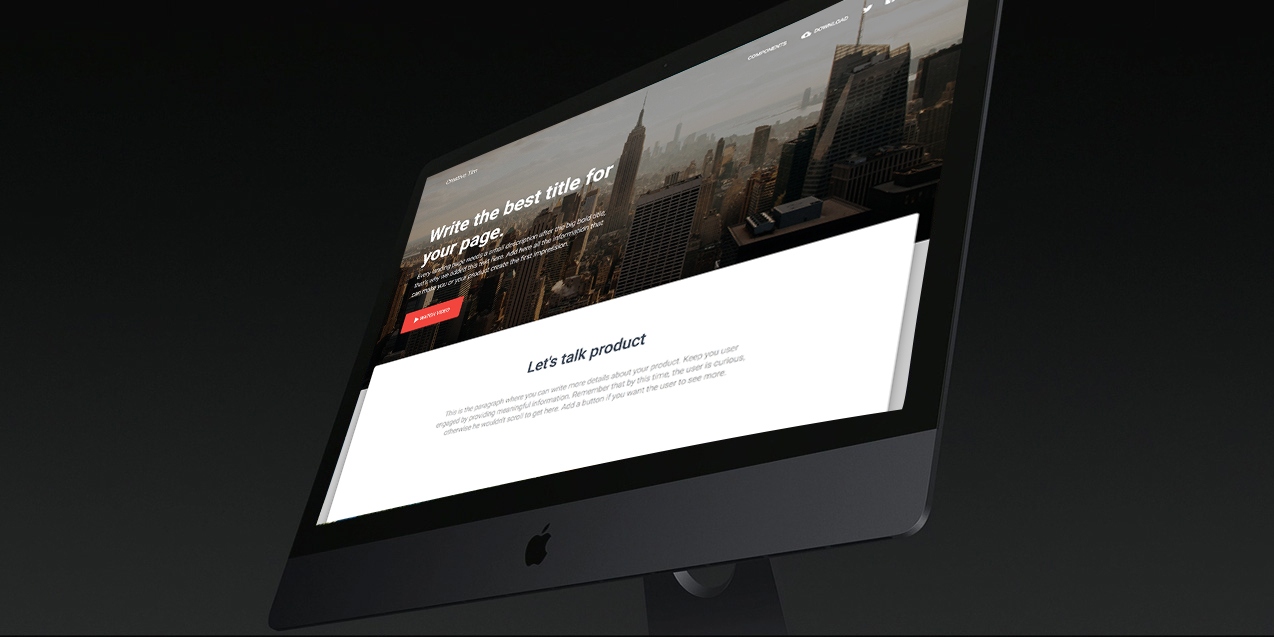 COMPONENTS
DOWNLOAD
Creative Tim
Write the best title for
your page.
Every landing page needs a small description after the big bold title,
that's why we added this text here. Add here all the information that
can make you or your product create the first impression.
WATCH VIDEO
Let's talk product
This is the paragraph where you can write more details about your product. Keep you user
engaged by providing meaningful information. Remember that by this time, the user is curious,
otherwise he wouldn't scroll to get here. Add a button if you want the user to see more.